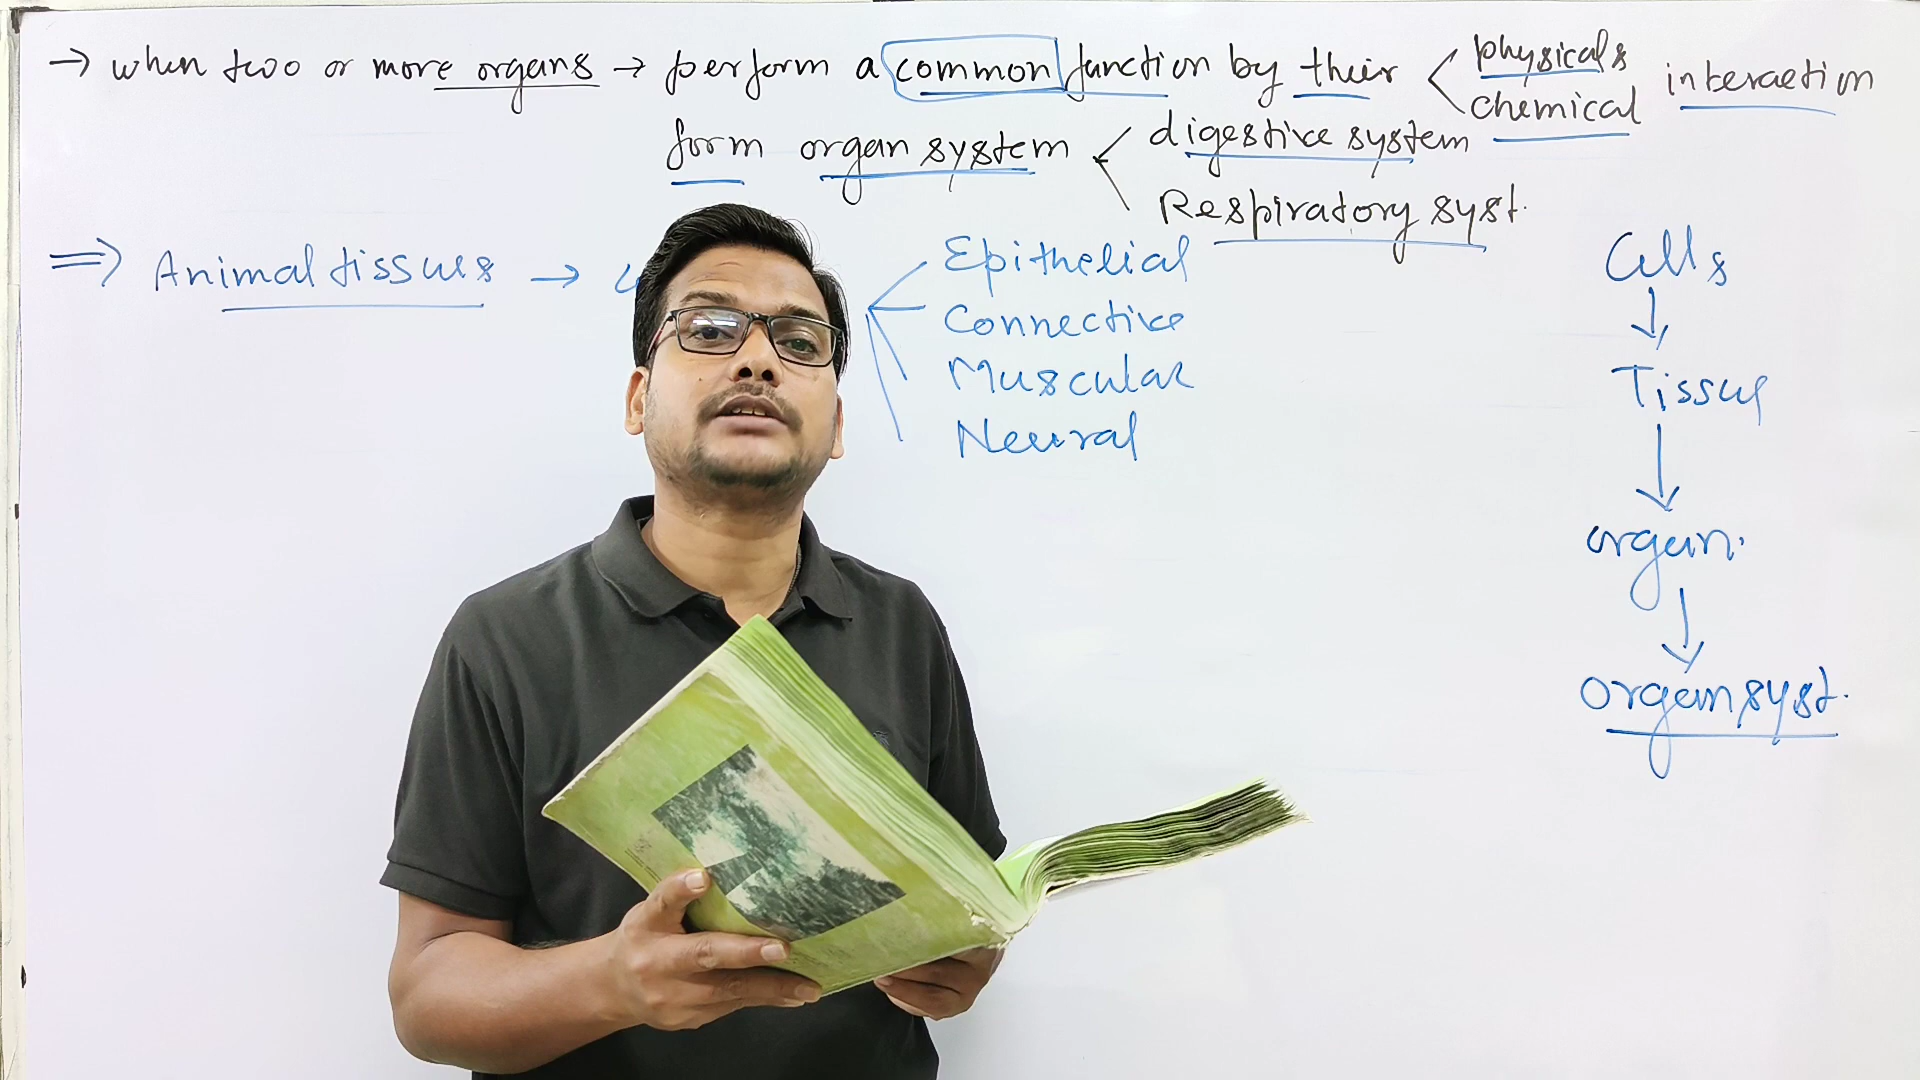 → when two or more organs → perform a common function by their < physical & chemical interaction
form organ system < digestive system
Respiratory syst.
⇒ Animal tissues →
Epithelial
Connective
Muscular
Neural
Cells
↓
Tissue
↓
organ.
↓
organ syst.